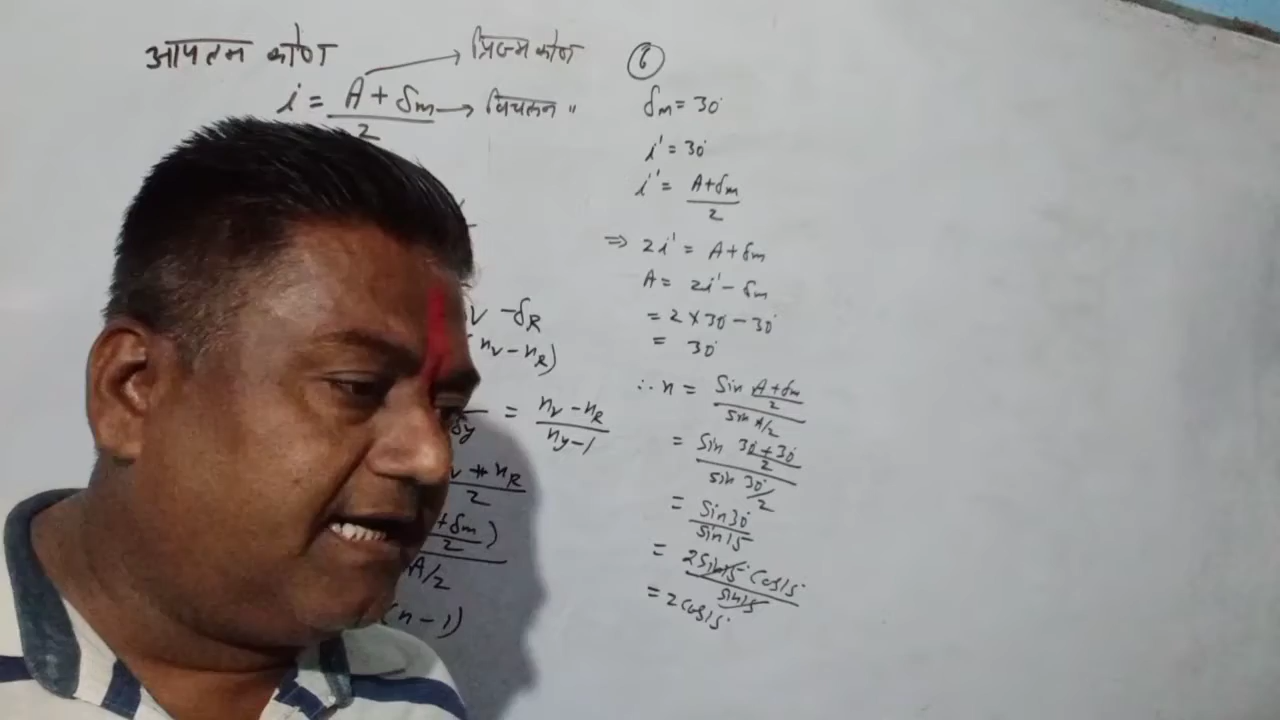 आपतन कोण → प्रिज्म कोण
i = A + δm / 2 → विचलन "
- δR
nv - nR)
δy = nv - nR / ny - 1
+ nR / 2
+ δm / 2 )
A/2
(n - 1)
6
δm = 30°
i' = 30°
i' = A + δm / 2
⇒ 2i' = A + δm
A = 2i' - δm
= 2 × 30° - 30°
= 30°
∴ n = Sin A + δm / 2 / Sin A/2
= Sin 30° + 30° / 2 / Sin 30°/2
= Sin 30° / Sin 15
= 2 Sin 15° Cos 15° / Sin 15
= 2 Cos 15°